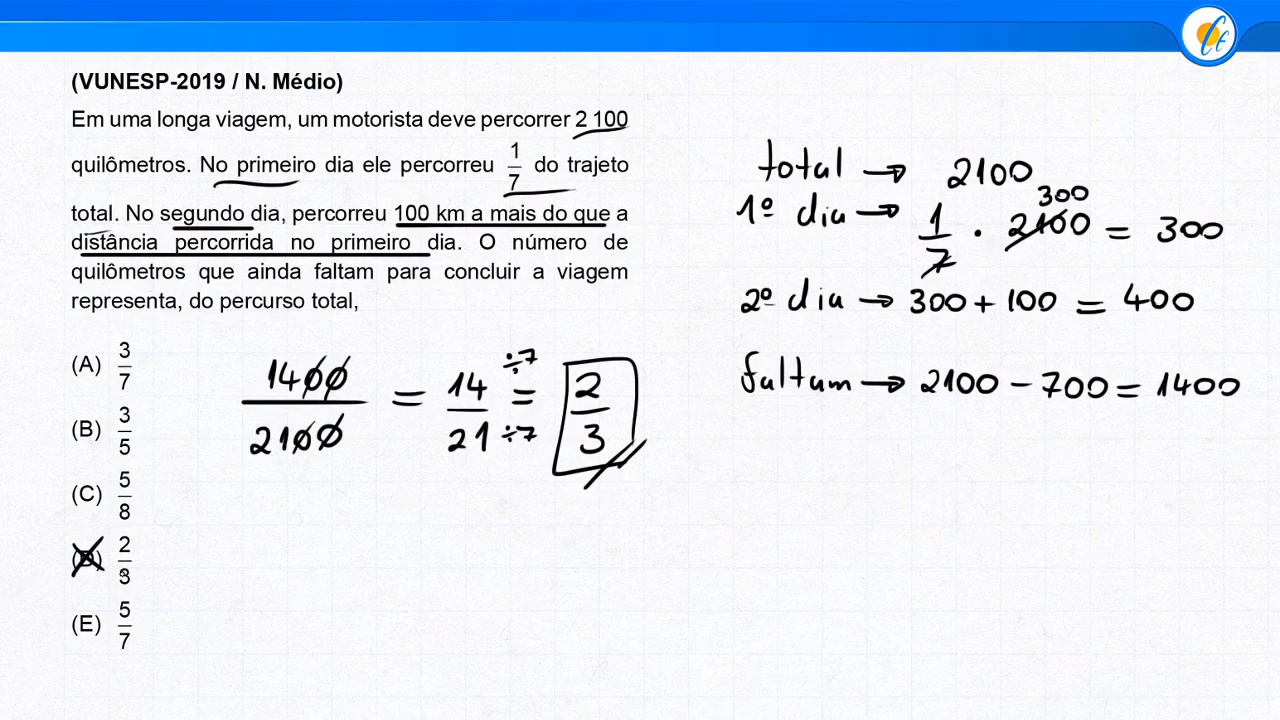 (VUNESP-2019 / N. Médio)
Em uma longa viagem, um motorista deve percorrer 2 100
quilômetros. No primeiro dia ele percorreu 1/7 do trajeto
total. No segundo dia, percorreu 100 km a mais do que a
distância percorrida no primeiro dia. O número de
quilômetros que ainda faltam para concluir a viagem
representa, do percurso total,
(A) 3/7
(B) 3/5
(C) 5/8
(D) 2/3
(E) 5/7
1400/2100 = 14/21 ÷7/÷7 = 2/3
total → 2100
300
1º dia → 1/7 · 2100 = 300
2º dia → 300 + 100 = 400
faltam → 2100 - 700 = 1400
CE